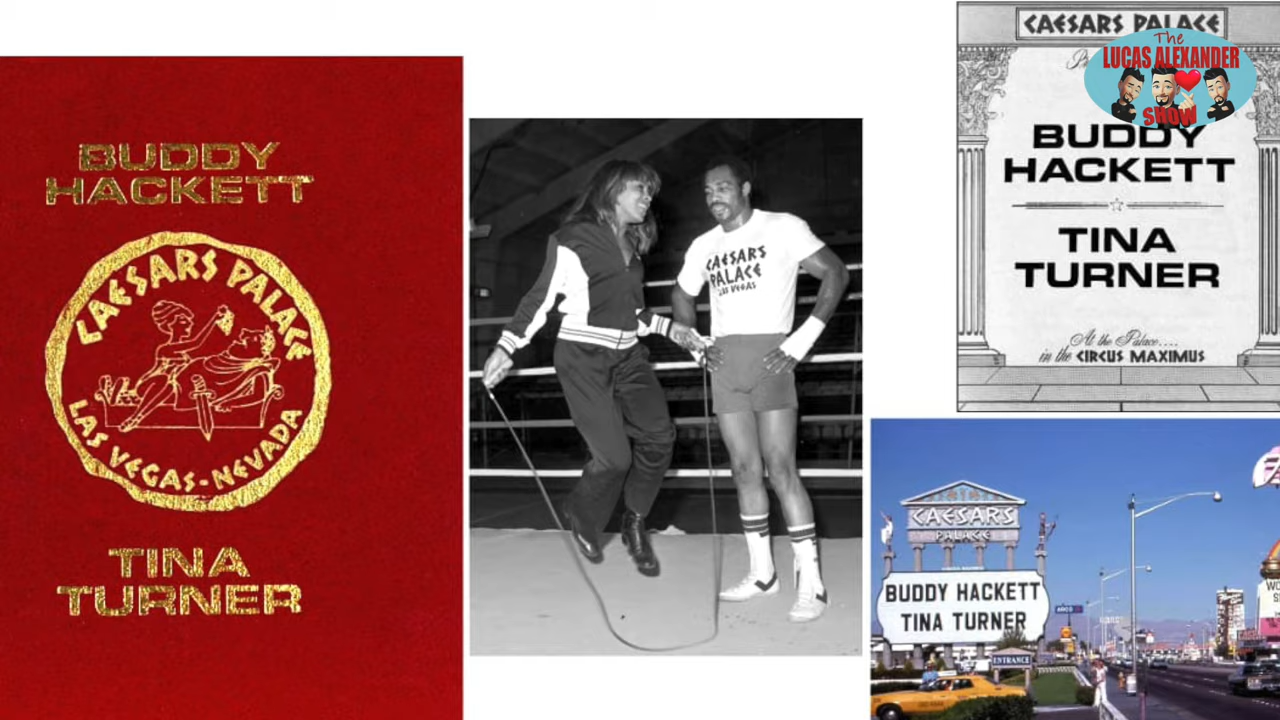 BUDDY
HACKETT
CAESARS PALACE
LAS VEGAS-NEVADA
TINA
TURNER
CAESARS
PALACE
LAS VEGAS
CAESARS PALACE
The
LUCAS ALEXANDER
SHOW
BUDDY
HACKETT
TINA
TURNER
At the Palace....
in the CIRCUS MAXIMUS
CAESARS
PALACE
BUDDY HACKETT
TINA TURNER
ARCO
ENTRANCE